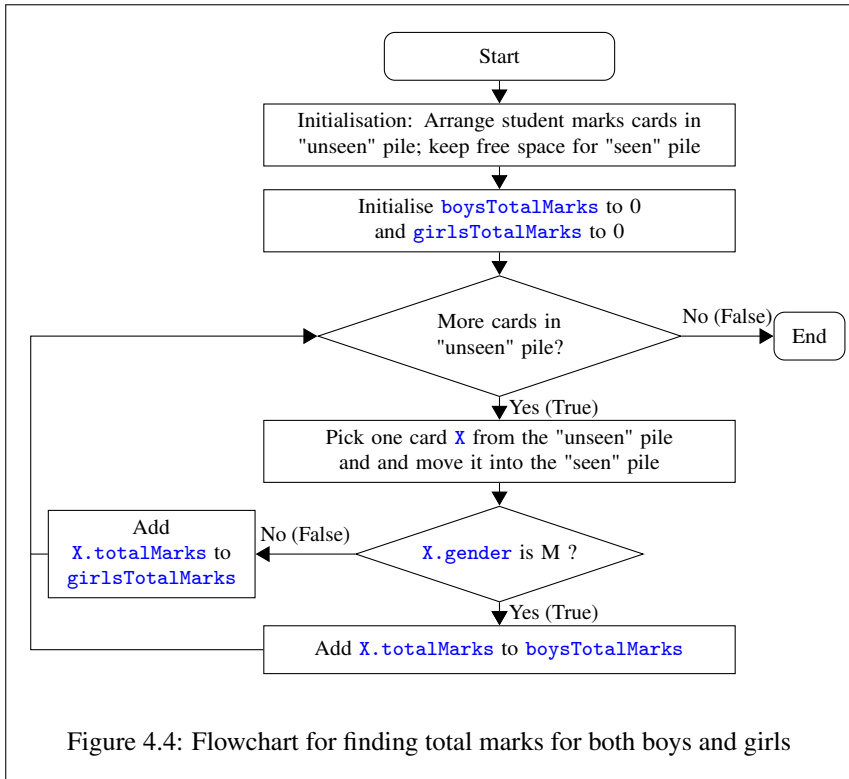 Start
Initialisation: Arrange student marks cards in
"unseen" pile; keep free space for "seen" pile
Initialise boysTotalMarks to 0
and girlsTotalMarks to 0
More cards in
"unseen" pile?
No (False)
End
Yes (True)
Pick one card X from the "unseen" pile
and and move it into the "seen" pile
X.gender is M ?
No (False)
Add
X.totalMarks to
girlsTotalMarks
Yes (True)
Add X.totalMarks to boysTotalMarks
Figure 4.4: Flowchart for finding total marks for both boys and girls